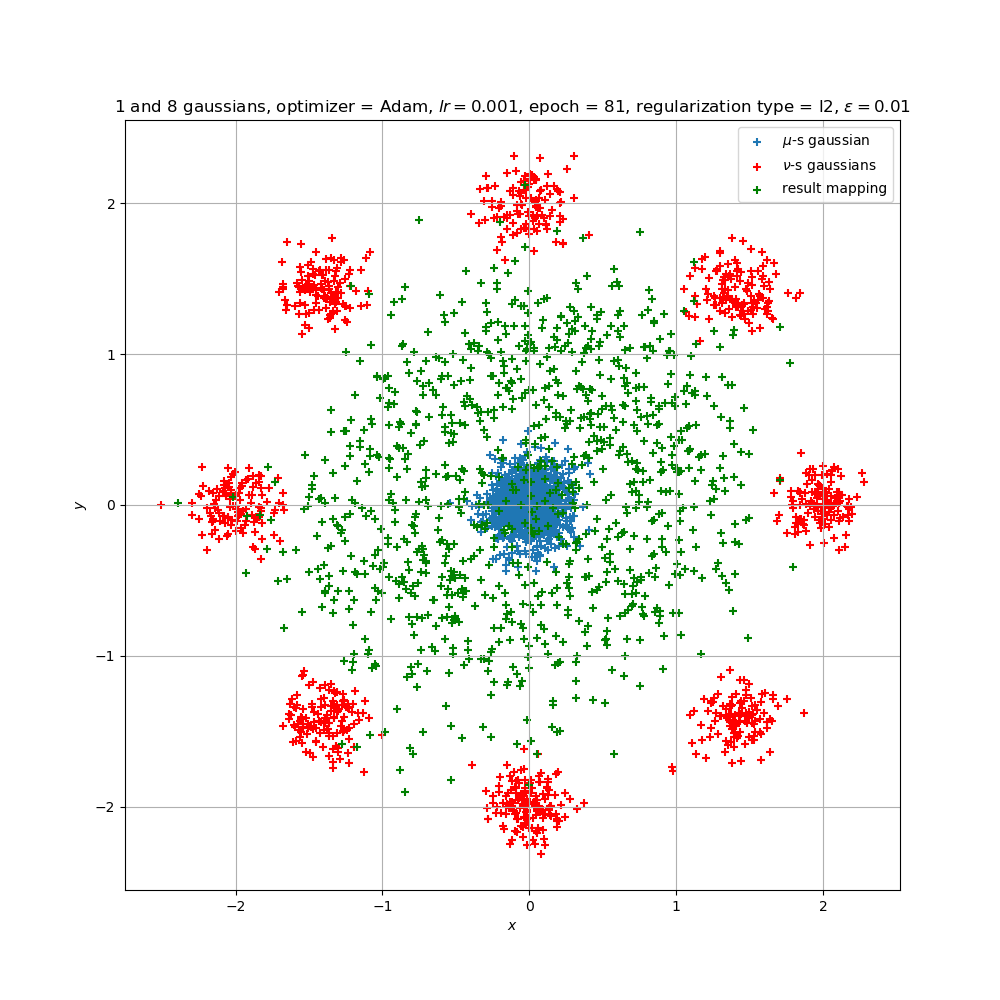 1 and 8 gaussians, optimizer = Adam, lr = 0.001, epoch = 81, regularization type = l2, ε = 0.01
μ-s gaussian
ν-s gaussians
result mapping
2
1
0
−1
−2
y
−2 −1 0 1 2
x